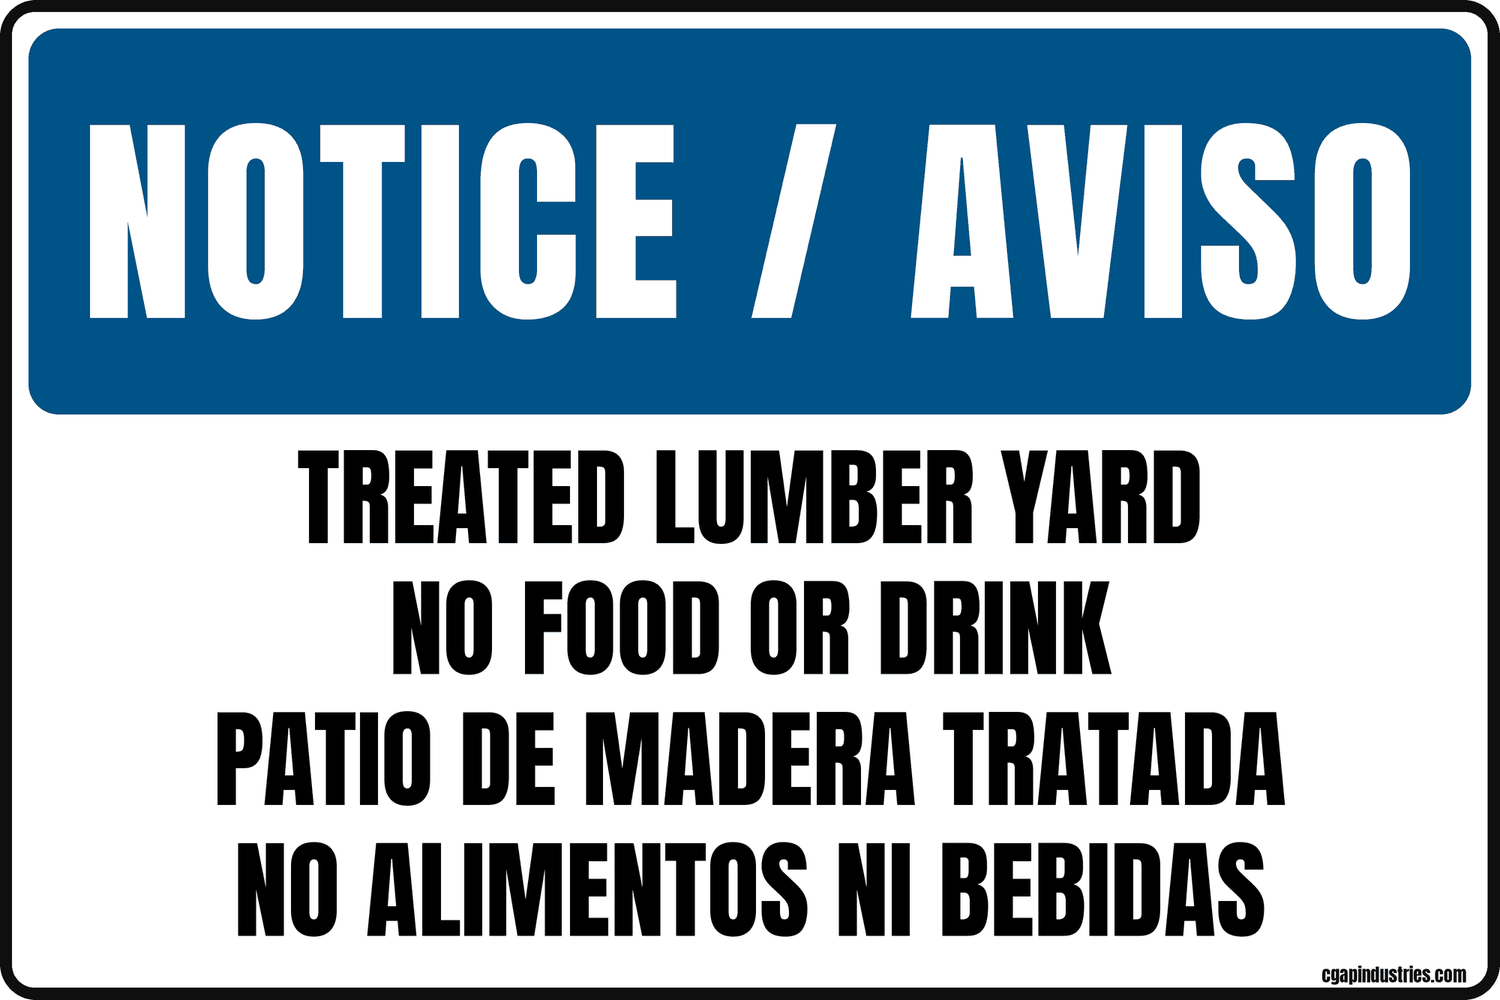 NOTICE / AVISO
TREATED LUMBER YARD
NO FOOD OR DRINK
PATIO DE MADERA TRATADA
NO ALIMENTOS NI BEBIDAS
cgapindustries.com